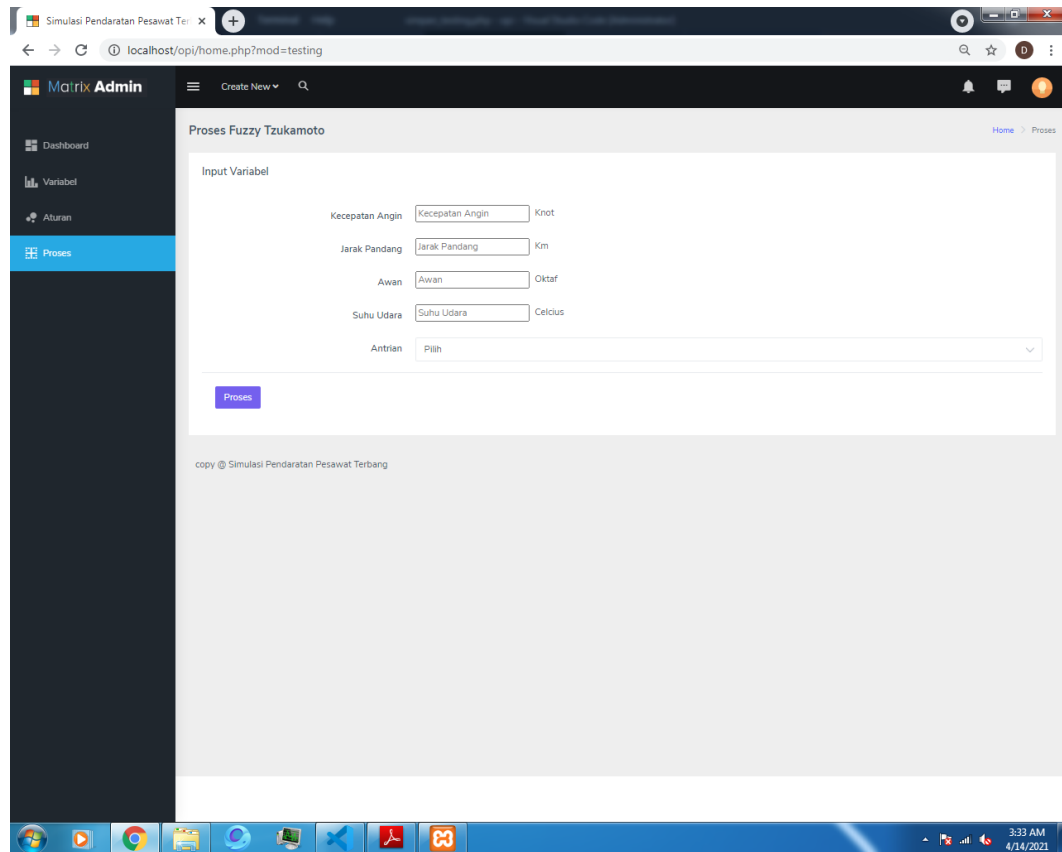 Simulasi Pendaratan Pesawat Ter
localhost/opi/home.php?mod=testing
D
Matrix Admin
Create New
Dashboard
Variabel
Aturan
Proses
Proses Fuzzy Tzukamoto
Home > Proses
Input Variabel
Kecepatan Angin Kecepatan Angin Knot
Jarak Pandang Jarak Pandang Km
Awan Awan Oktaf
Suhu Udara Suhu Udara Celcius
Antrian Pilih
Proses
copy @ Simulasi Pendaratan Pesawat Terbang
3:33 AM
4/14/2021